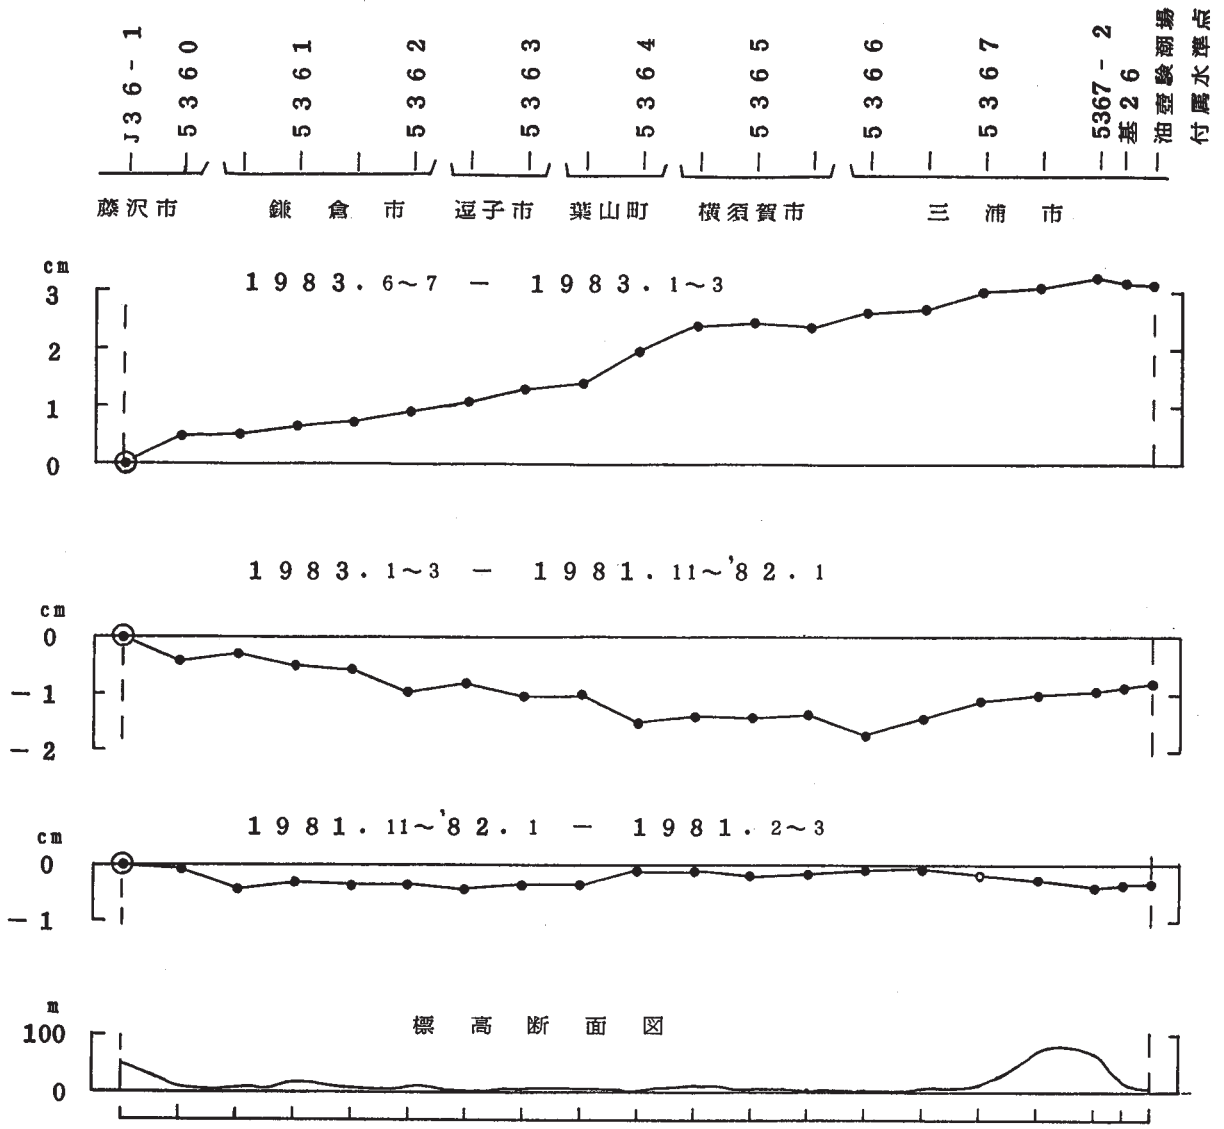 J36-1
5360
5361
5362
5363
5364
5365
5366
5367
5367-2
基26
油壺験潮場
付属水準点
藤沢市 鎌倉市 逗子市 葉山町 横須賀市 三浦市
cm
1983.6~7 - 1983.1~3
3
2
1
0
1983.1~3 - 1981.11~'82.1
cm
0
-1
-2
1981.11~'82.1 - 1981.2~3
cm
0
-1
m
標高断面図
100
0